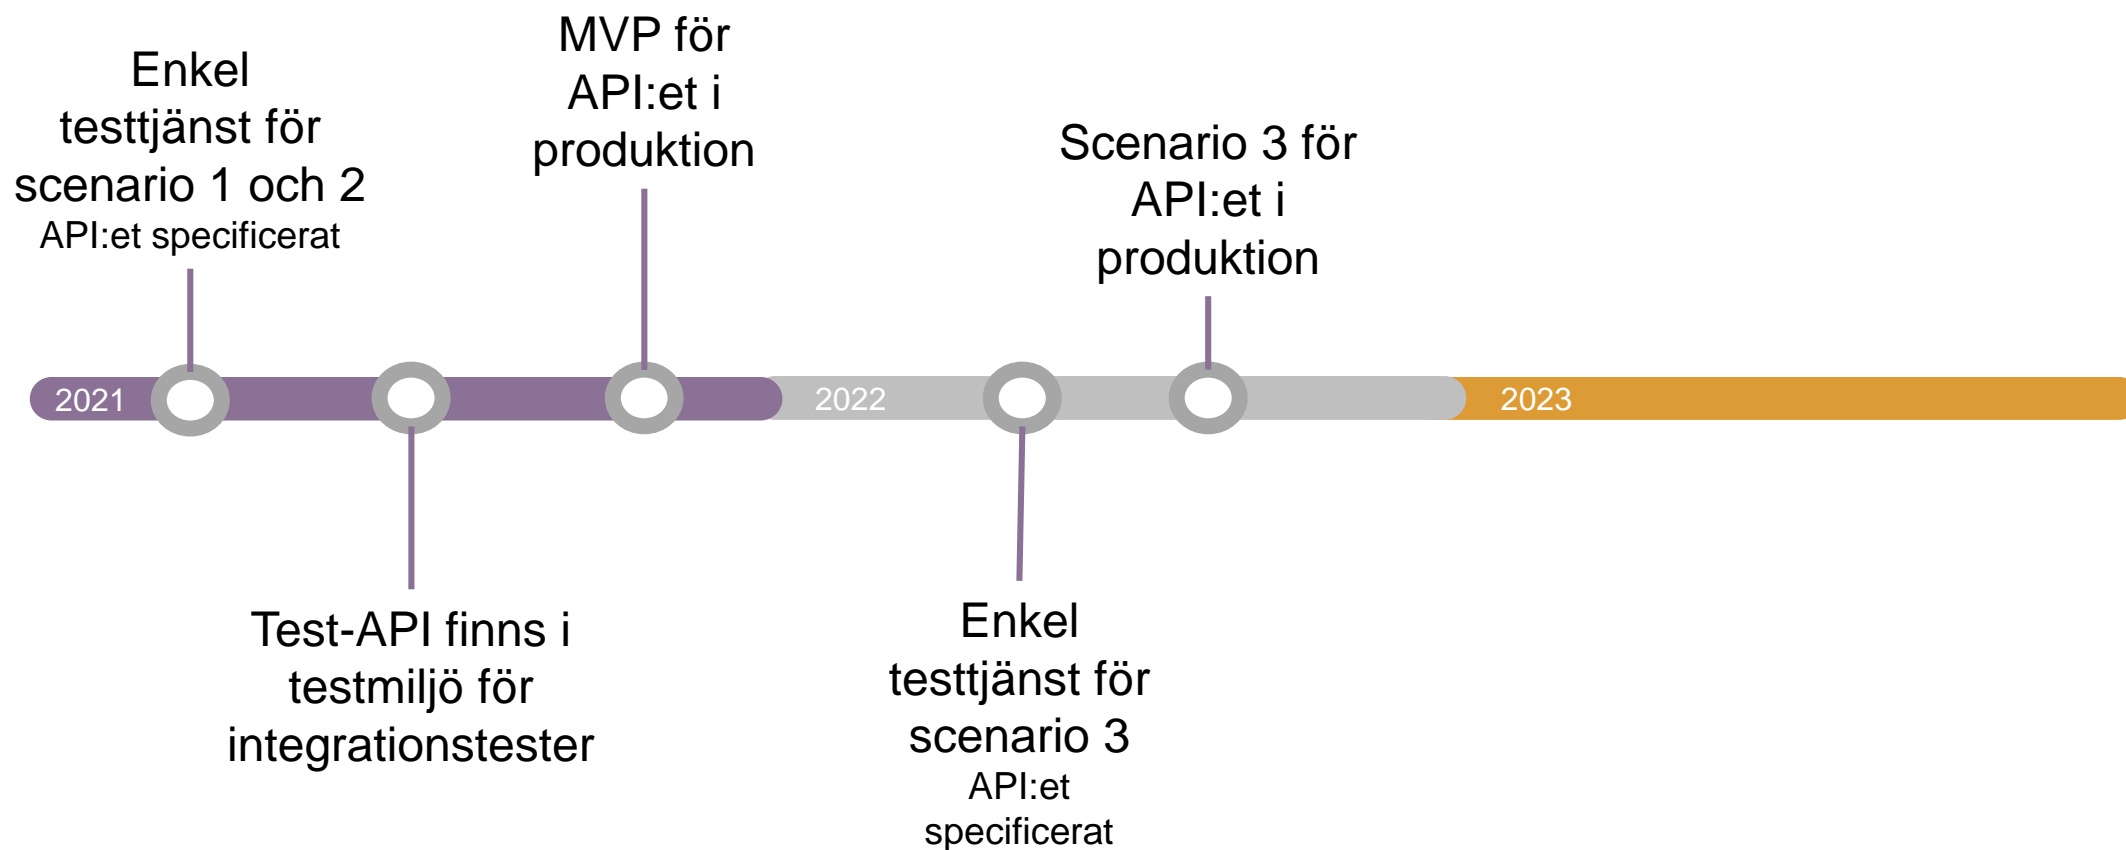 Enkel
testtjänst för
scenario 1 och 2
API:et specificerat
MVP för
API:et i
produktion
Scenario 3 för
API:et i
produktion
2021
2022
2023
Test-API finns i
testmiljö för
integrationstester
Enkel
testtjänst för
scenario 3
API:et
specificerat